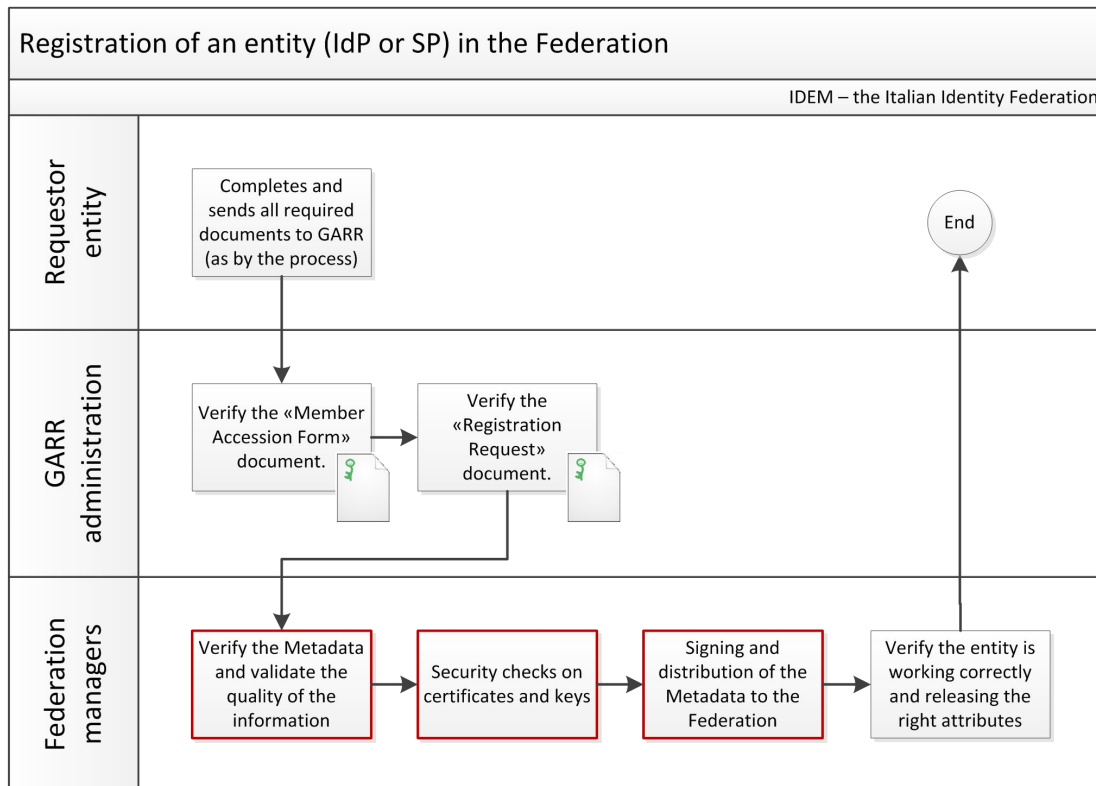 Registration of an entity (IdP or SP) in the Federation
IDEM – the Italian Identity Federation
Requestor
entity
Completes and
sends all required
documents to GARR
(as by the process)
End
GARR
administration
Verify the «Member
Accession Form»
document.
Verify the
«Registration
Request»
document.
Federation
managers
Verify the Metadata
and validate the
quality of the
information
Security checks on
certificates and keys
Signing and
distribution of the
Metadata to the
Federation
Verify the entity is
working correctly
and releasing the
right attributes